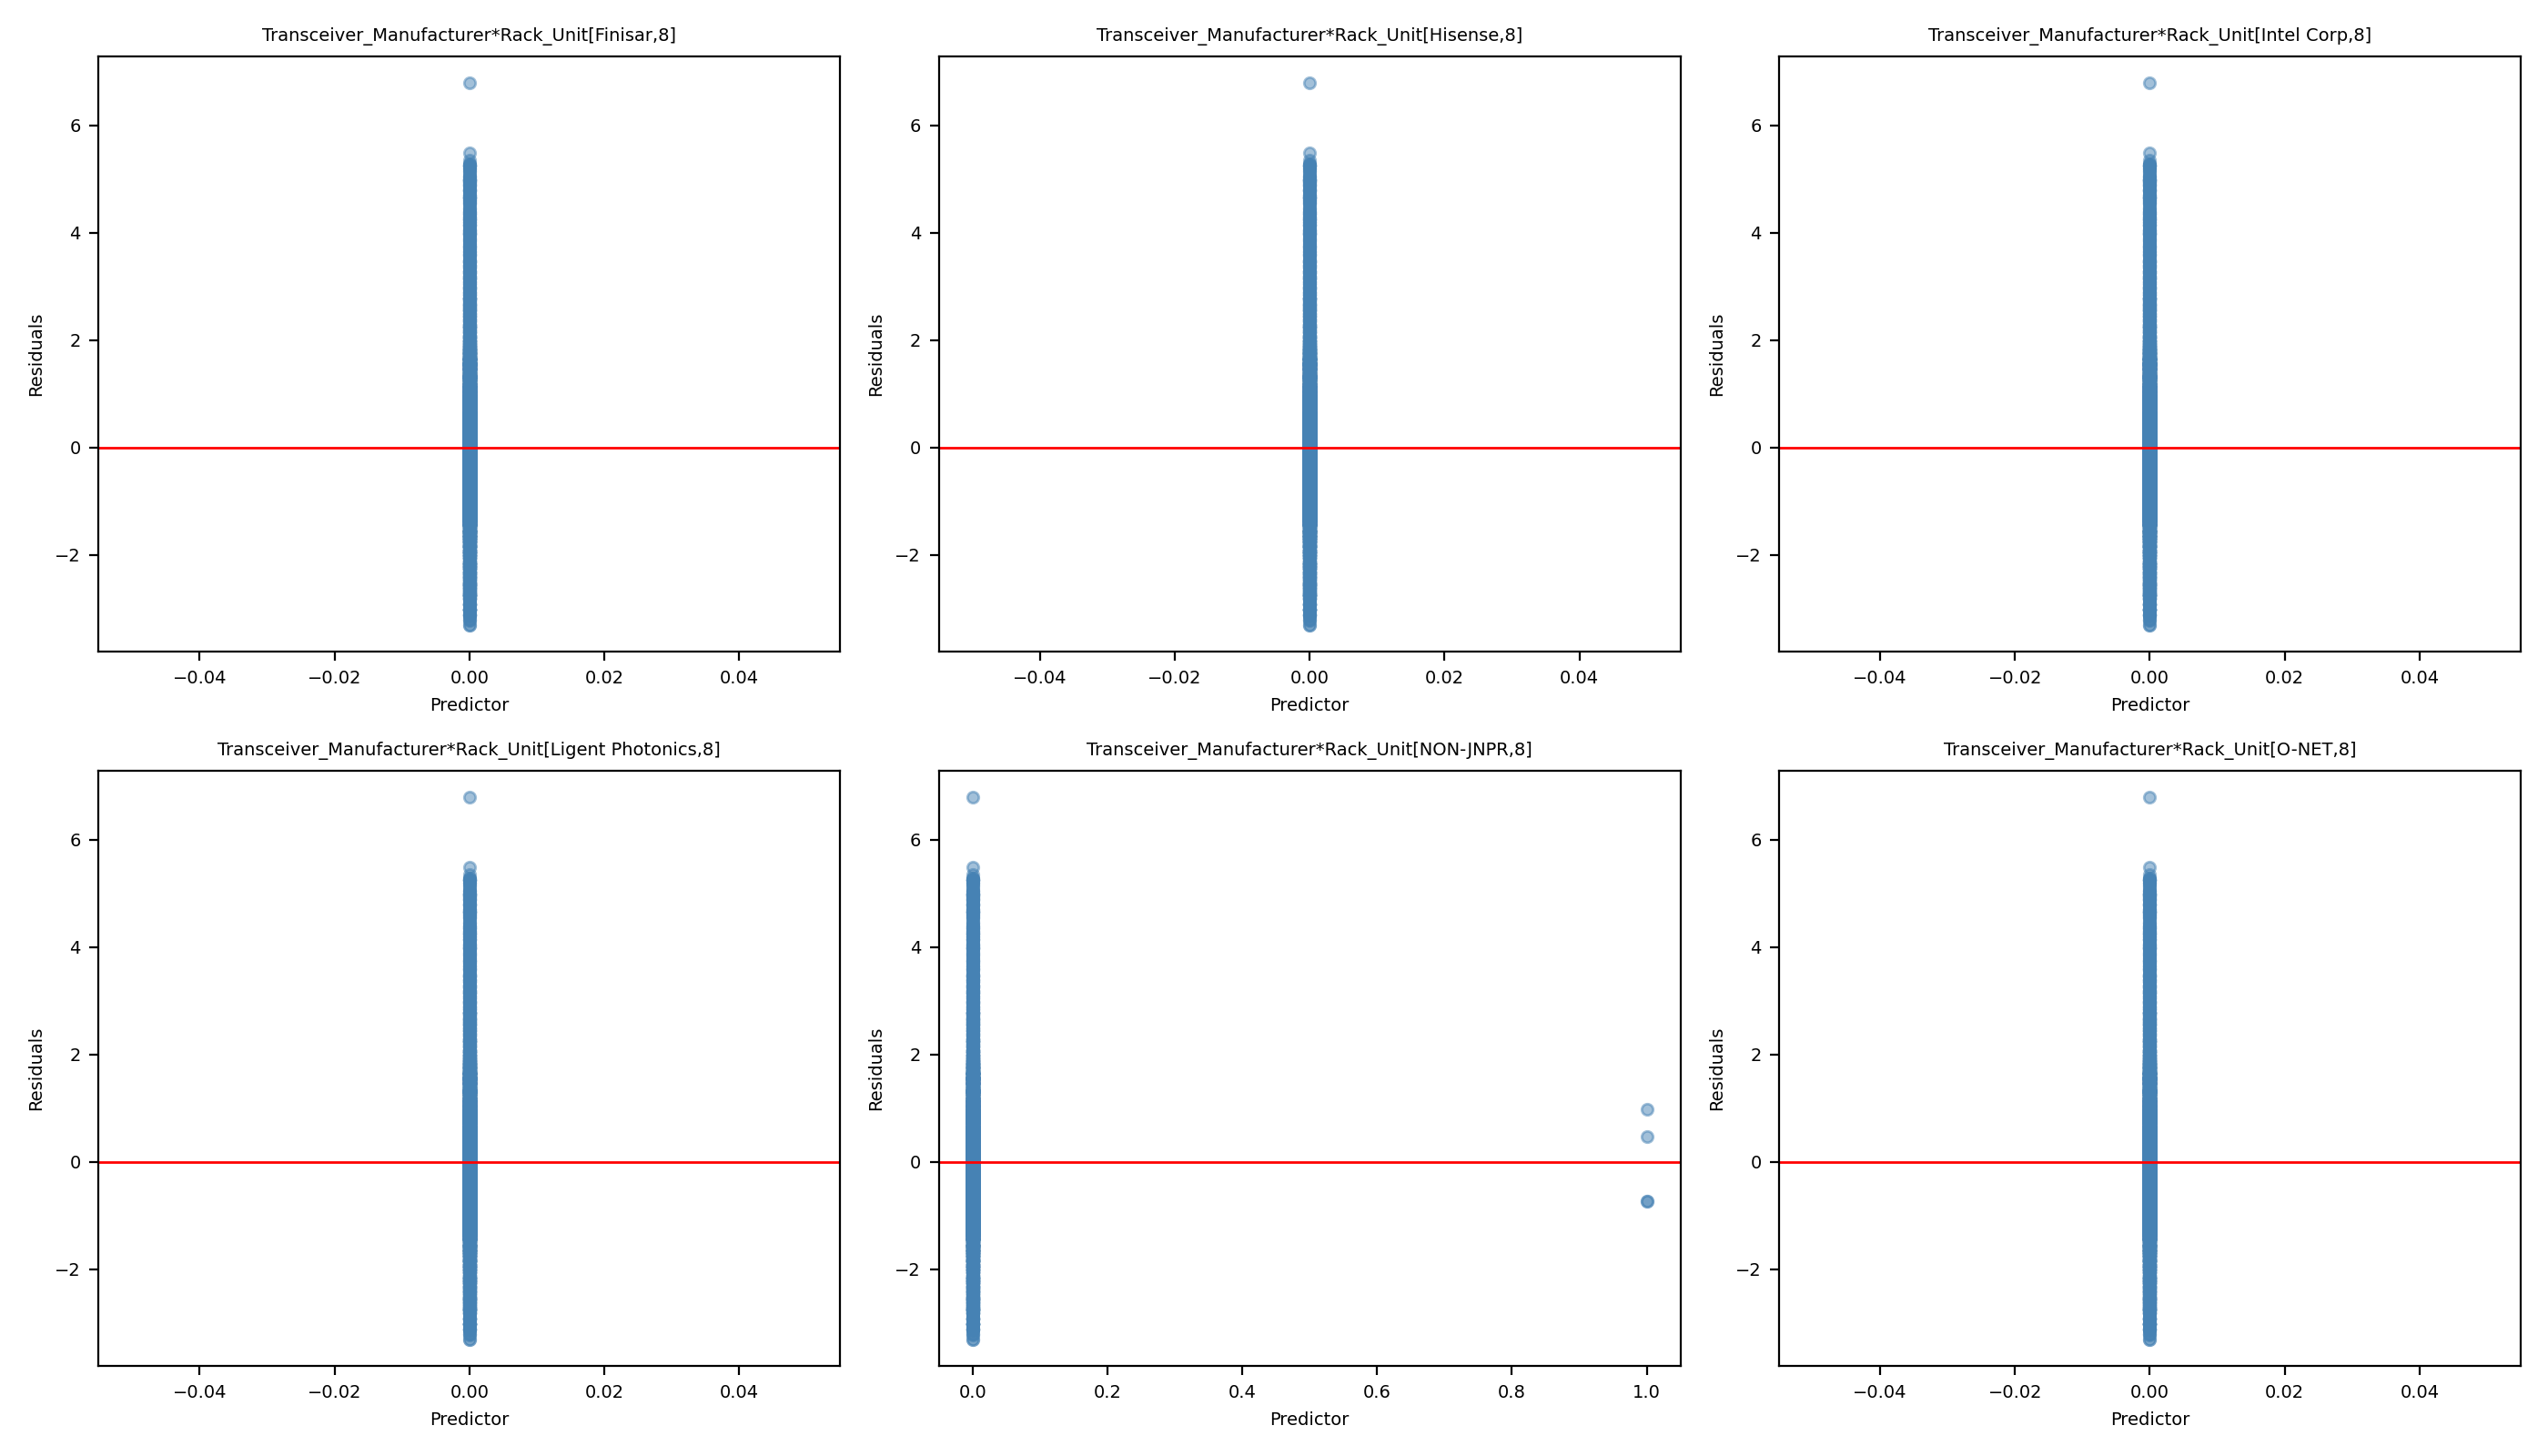 Transceiver_Manufacturer*Rack_Unit[Finisar,8]
6
4
2
0
−2
Residuals
−0.04 −0.02 0.00 0.02 0.04
Predictor
Transceiver_Manufacturer*Rack_Unit[Hisense,8]
6
4
2
0
−2
Residuals
−0.04 −0.02 0.00 0.02 0.04
Predictor
Transceiver_Manufacturer*Rack_Unit[Intel Corp,8]
6
4
2
0
−2
Residuals
−0.04 −0.02 0.00 0.02 0.04
Predictor
Transceiver_Manufacturer*Rack_Unit[Ligent Photonics,8]
6
4
2
0
−2
Residuals
−0.04 −0.02 0.00 0.02 0.04
Predictor
Transceiver_Manufacturer*Rack_Unit[NON-JNPR,8]
6
4
2
0
−2
Residuals
0.0 0.2 0.4 0.6 0.8 1.0
Predictor
Transceiver_Manufacturer*Rack_Unit[O-NET,8]
6
4
2
0
−2
Residuals
−0.04 −0.02 0.00 0.02 0.04
Predictor